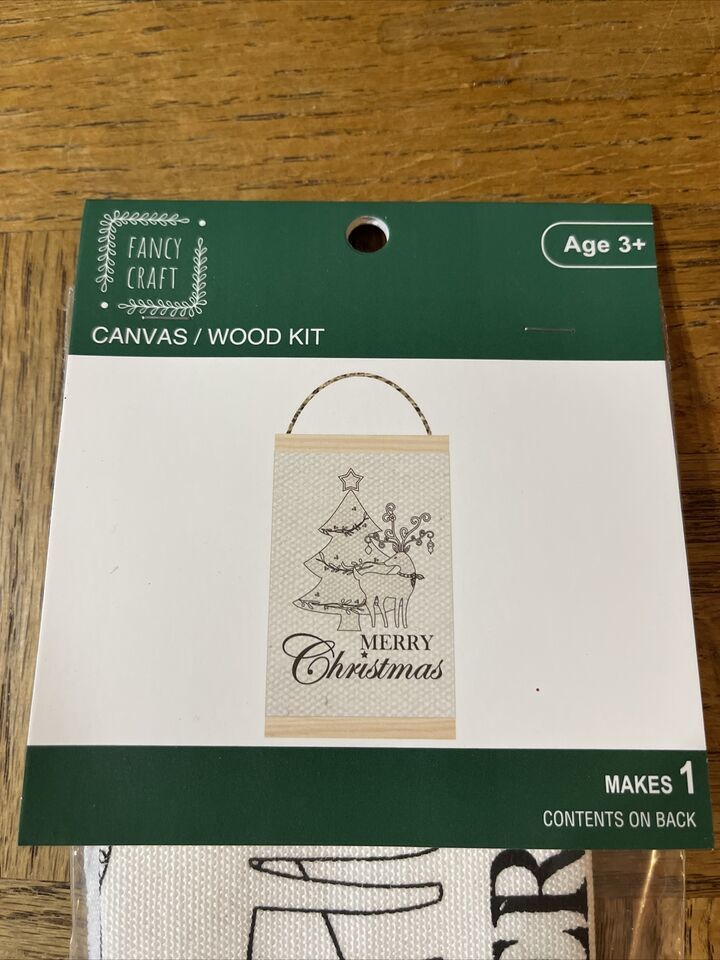 FANCY
CRAFT
Age 3+
CANVAS / WOOD KIT
MERRY
Christmas
MAKES 1
CONTENTS ON BACK